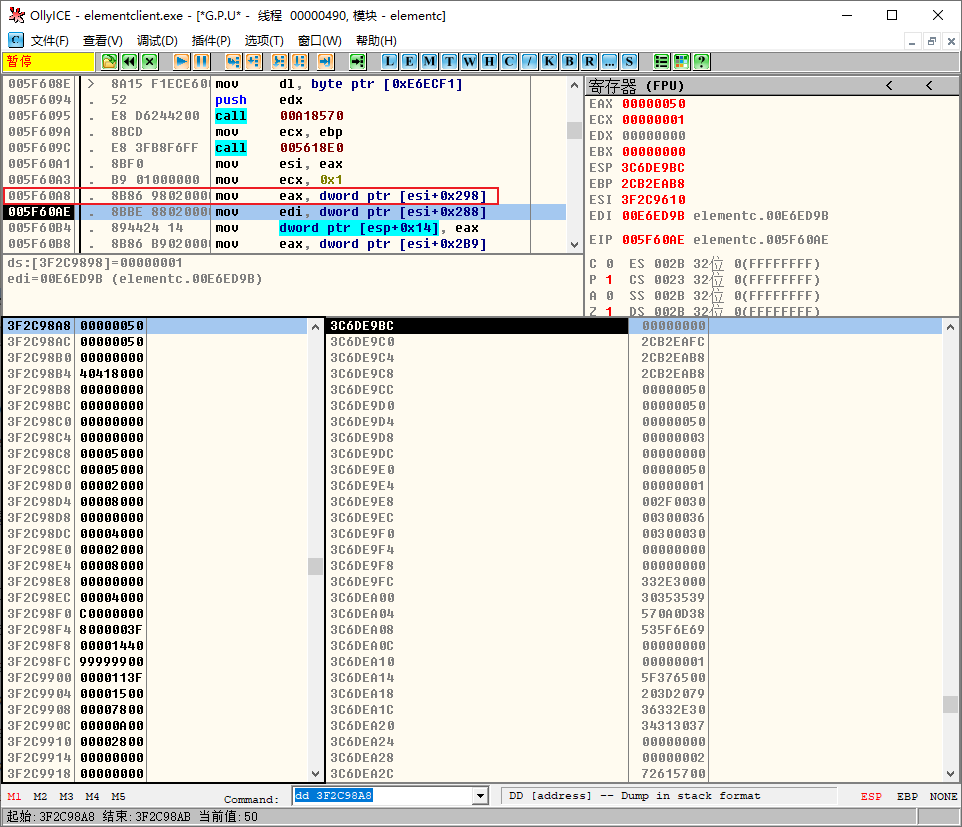 OllyICE - elementclient.exe - [*G.P.U* - 线程 00000490, 模块 - elementc]
C 文件(F) 查看(V) 调试(D) 插件(P) 选项(T) 窗口(W) 帮助(H)
暂停 L E M T W H C / K B R ... S ?
005F608E > 8A15 F1ECE600 mov dl, byte ptr [0xE6ECF1]
005F6094 . 52 push edx
005F6095 . E8 D6244200 call 00A18570
005F609A . 8BCD mov ecx, ebp
005F609C . E8 3FB8F6FF call 005618E0
005F60A1 . 8BF0 mov esi, eax
005F60A3 . B9 01000000 mov ecx, 0x1
005F60A8 . 8B86 98020000 mov eax, dword ptr [esi+0x298]
005F60AE . 8BBE 88020000 mov edi, dword ptr [esi+0x288]
005F60B4 . 894424 14 mov dword ptr [esp+0x14], eax
005F60B8 . 8B86 B9020000 mov eax, dword ptr [esi+0x2B9]
ds:[3F2C9898]=00000001
edi=00E6ED9B (elementc.00E6ED9B)
寄存器 (FPU) < <
EAX 00000050
ECX 00000001
EDX 00000000
EBX 00000000
ESP 3C6DE9BC
EBP 2CB2EAB8
ESI 3F2C9610
EDI 00E6ED9B elementc.00E6ED9B
EIP 005F60AE elementc.005F60AE
C 0 ES 002B 32位 0(FFFFFFFF)
P 1 CS 0023 32位 0(FFFFFFFF)
A 0 SS 002B 32位 0(FFFFFFFF)
Z 1 DS 002B 32位 0(FFFFFFFF)
3F2C98A8 00000050
3F2C98AC 00000050
3F2C98B0 00000000
3F2C98B4 40418000
3F2C98B8 00000000
3F2C98BC 00000000
3F2C98C0 00000000
3F2C98C4 00000000
3F2C98C8 00005000
3F2C98CC 00005000
3F2C98D0 00002000
3F2C98D4 00008000
3F2C98D8 00000000
3F2C98DC 00004000
3F2C98E0 00002000
3F2C98E4 00008000
3F2C98E8 00000000
3F2C98EC 00004000
3F2C98F0 C0000000
3F2C98F4 8000003F
3F2C98F8 00001440
3F2C98FC 99999900
3F2C9900 0000113F
3F2C9904 00001500
3F2C9908 00007800
3F2C990C 00000A00
3F2C9910 00002800
3F2C9914 00000000
3F2C9918 00000000
3C6DE9BC 00000000
3C6DE9C0 2CB2EAFC
3C6DE9C4 2CB2EAB8
3C6DE9C8 2CB2EAB8
3C6DE9CC 00000050
3C6DE9D0 00000050
3C6DE9D4 00000050
3C6DE9D8 00000003
3C6DE9DC 00000000
3C6DE9E0 00000050
3C6DE9E4 00000001
3C6DE9E8 002F0030
3C6DE9EC 00300036
3C6DE9F0 00300030
3C6DE9F4 00000000
3C6DE9F8 00000000
3C6DE9FC 332E3000
3C6DEA00 30353539
3C6DEA04 570A0D38
3C6DEA08 535F6E69
3C6DEA0C 00000000
3C6DEA10 00000001
3C6DEA14 5F376500
3C6DEA18 203D2079
3C6DEA1C 36332E30
3C6DEA20 34313037
3C6DEA24 00000000
3C6DEA28 00000002
3C6DEA2C 72615700
M1 M2 M3 M4 M5 Command: dd 3F2C98A8 DD [address] -- Dump in stack format ESP EBP NONE
起始:3F2C98A8 结束:3F2C98AB 当前值:50